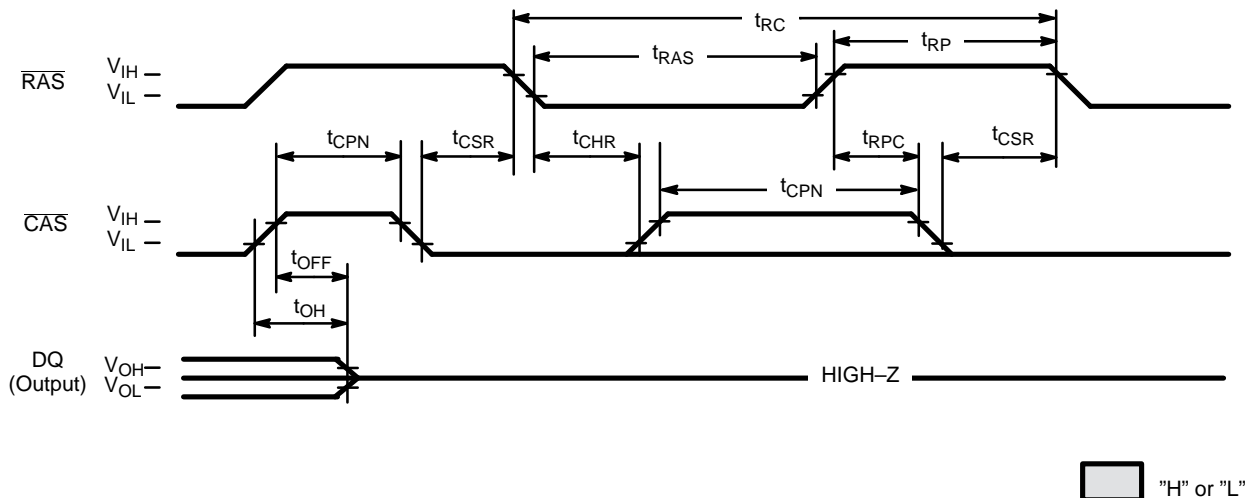 tRC
tRAS
tRP
RAS
VIH
VIL
tCPN
tCSR
tCHR
tRPC
tCSR
tCPN
CAS
VIH
VIL
tOFF
tOH
DQ
(Output)
VOH
VOL
HIGH–Z
”H” or ”L”